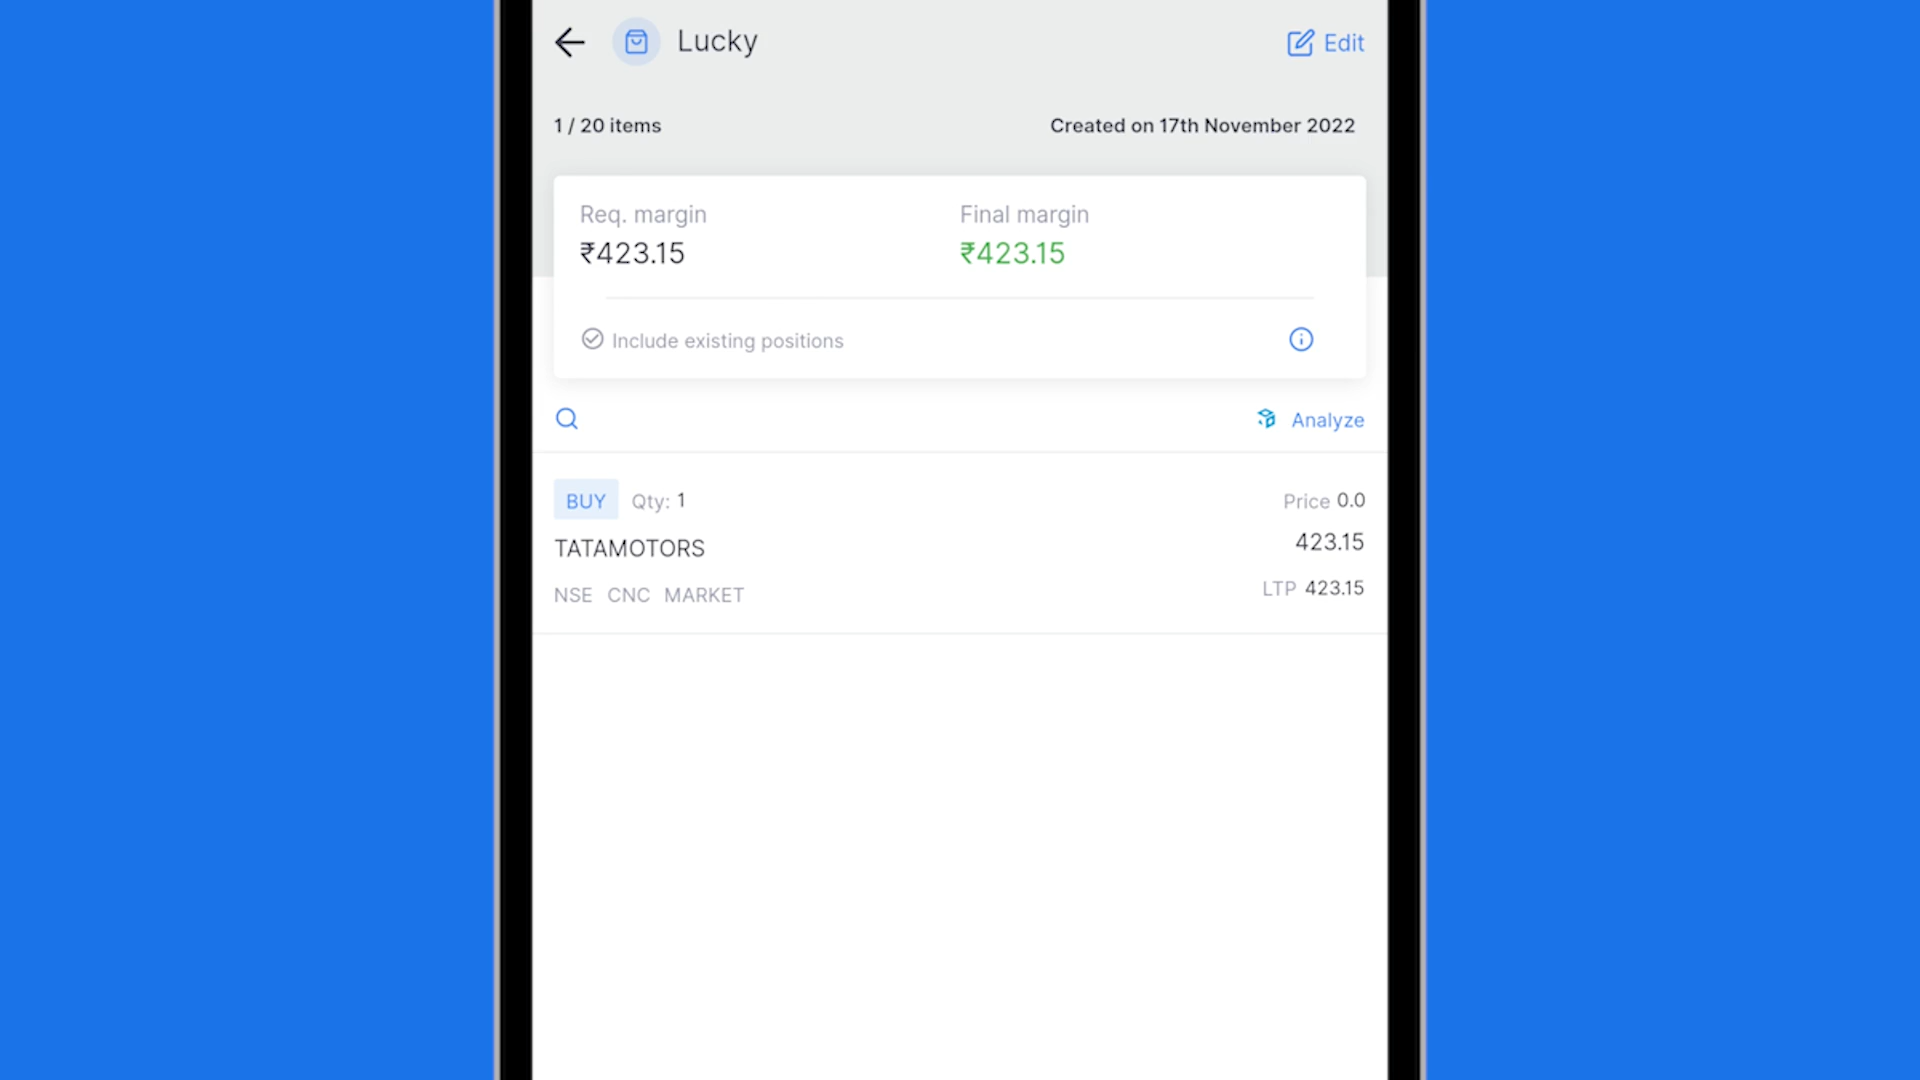 Lucky
Edit
1 / 20 items
Created on 17th November 2022
Req. margin
Final margin
₹423.15
₹423.15
Include existing positions
Analyze
BUY Qty: 1
Price 0.0
TATAMOTORS
423.15
NSE CNC MARKET
LTP 423.15